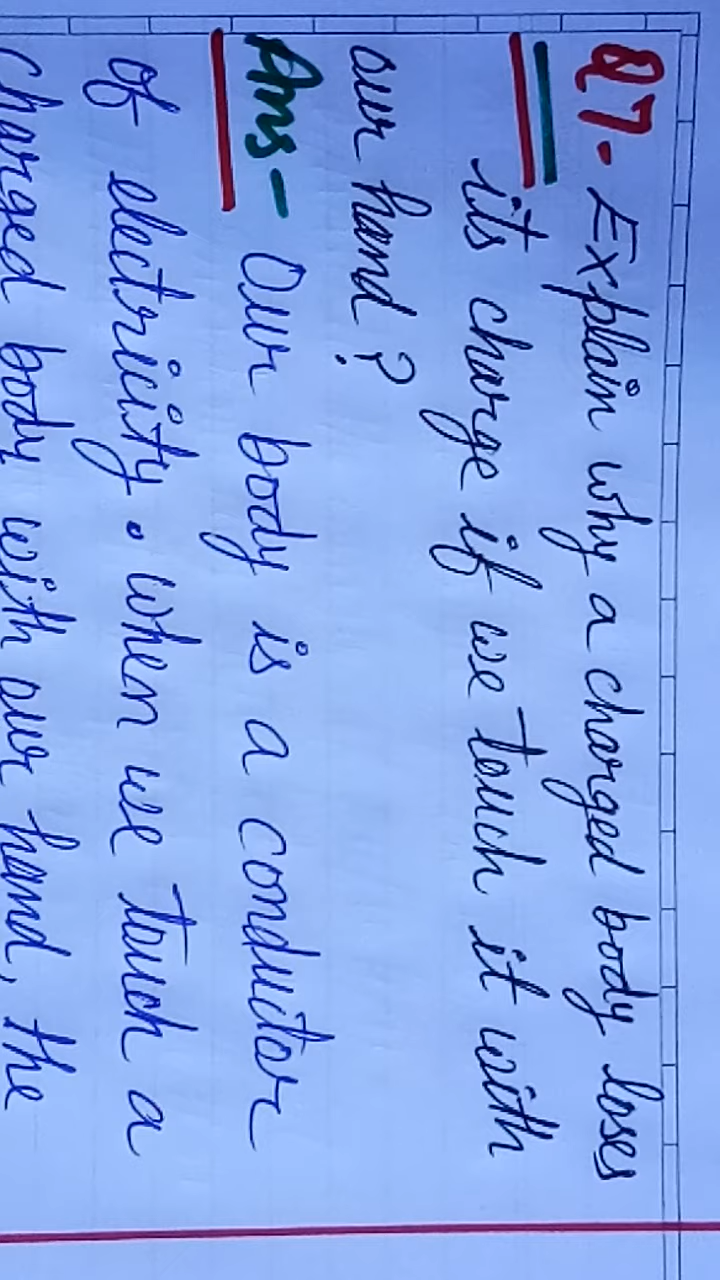 Q7- Explain why a charged body loses
its charge if we touch it with
our hand?
Ans- Our body is a conductor
of electricity. when we touch a
charged body with our hand, the